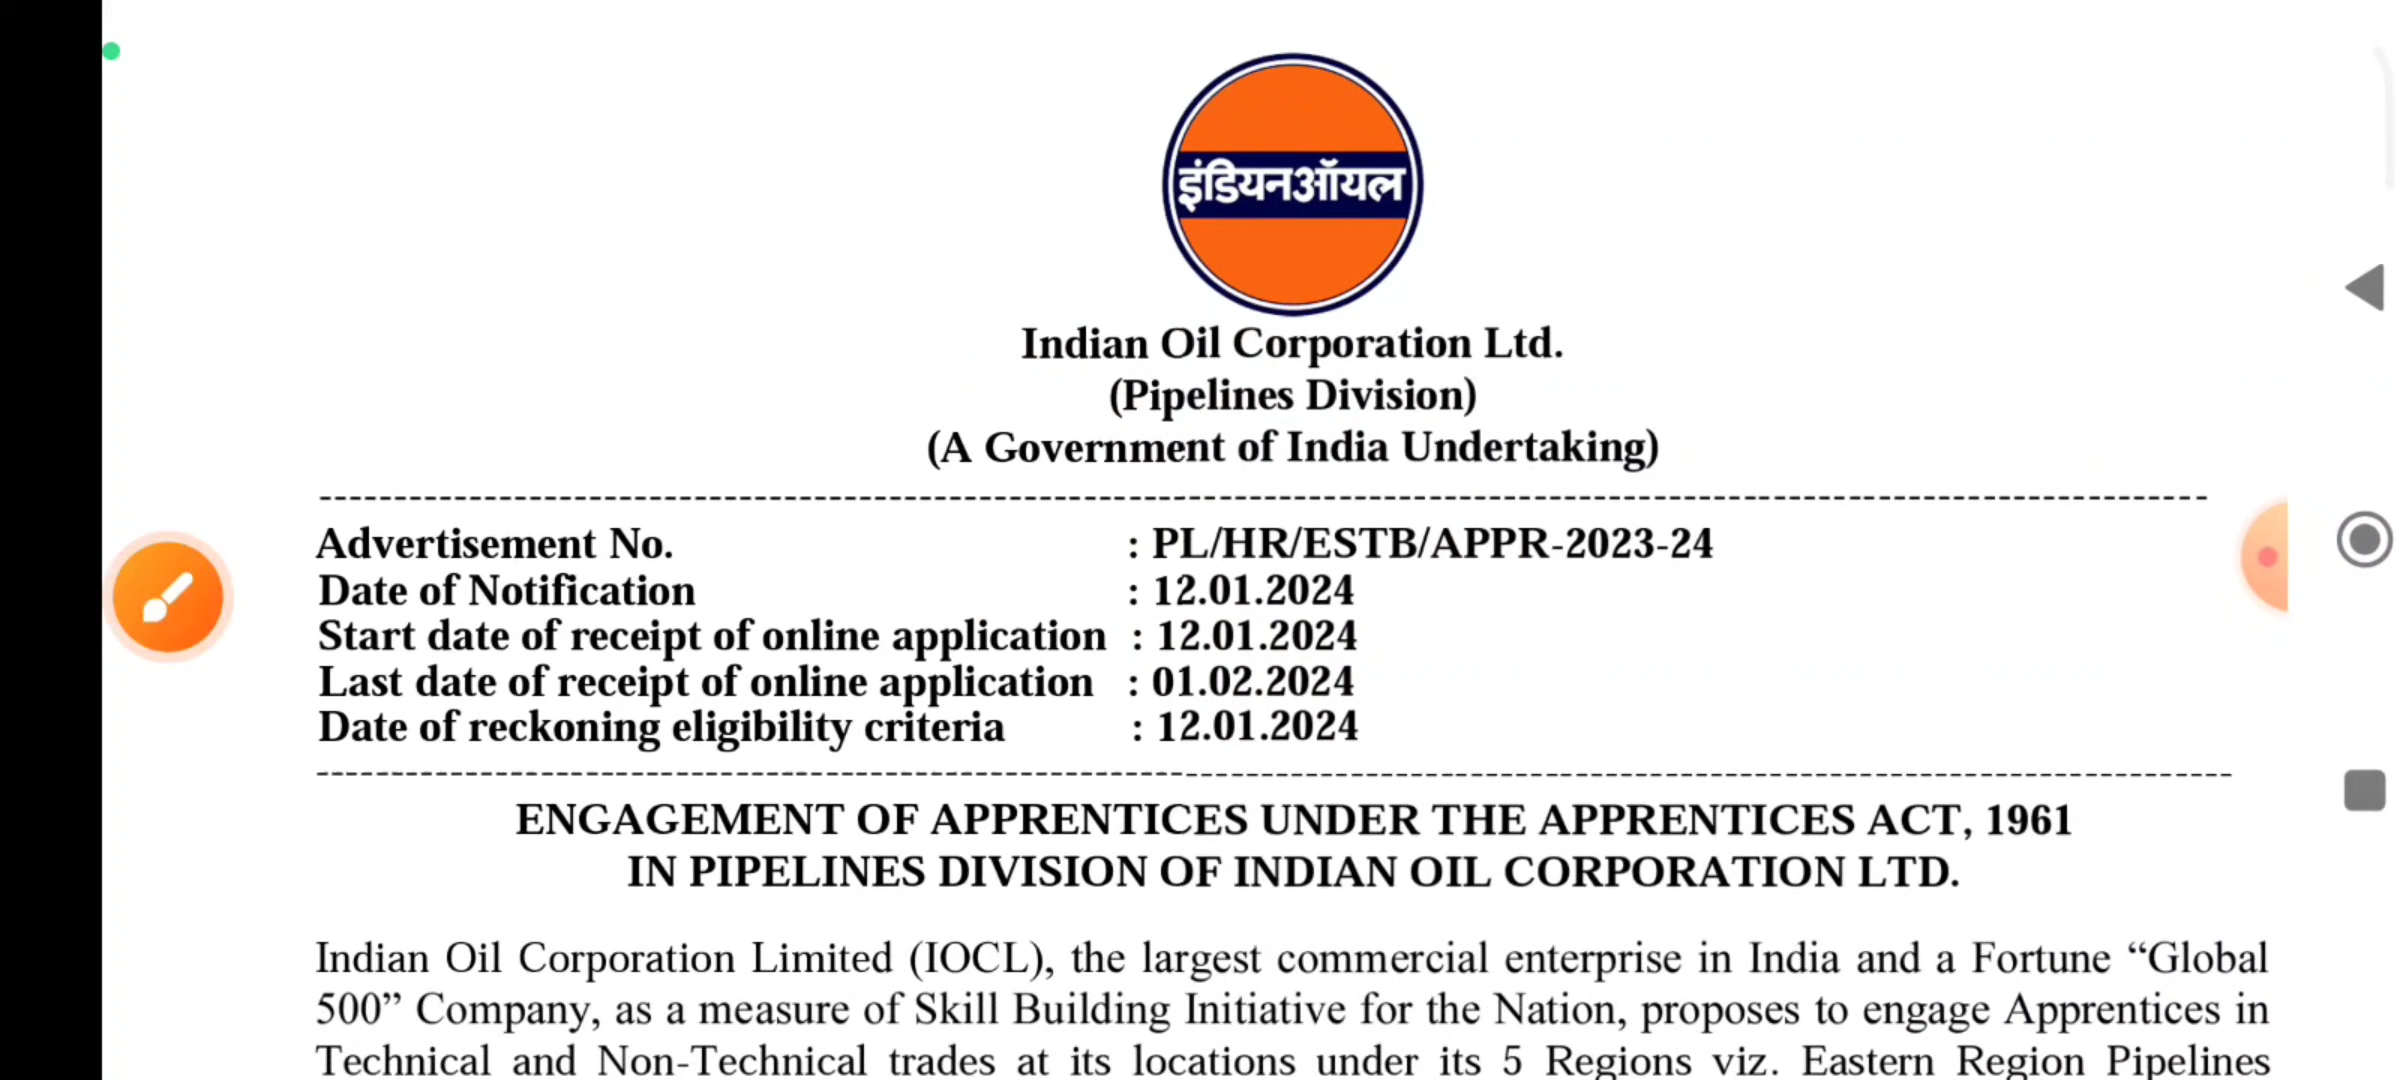 इंडियनऑयल
Indian Oil Corporation Ltd.
(Pipelines Division)
(A Government of India Undertaking)
Advertisement No. : PL/HR/ESTB/APPR-2023-24
Date of Notification : 12.01.2024
Start date of receipt of online application : 12.01.2024
Last date of receipt of online application : 01.02.2024
Date of reckoning eligibility criteria : 12.01.2024
ENGAGEMENT OF APPRENTICES UNDER THE APPRENTICES ACT, 1961
IN PIPELINES DIVISION OF INDIAN OIL CORPORATION LTD.
Indian Oil Corporation Limited (IOCL), the largest commercial enterprise in India and a Fortune “Global
500” Company, as a measure of Skill Building Initiative for the Nation, proposes to engage Apprentices in
Technical and Non-Technical trades at its locations under its 5 Regions viz. Eastern Region Pipelines